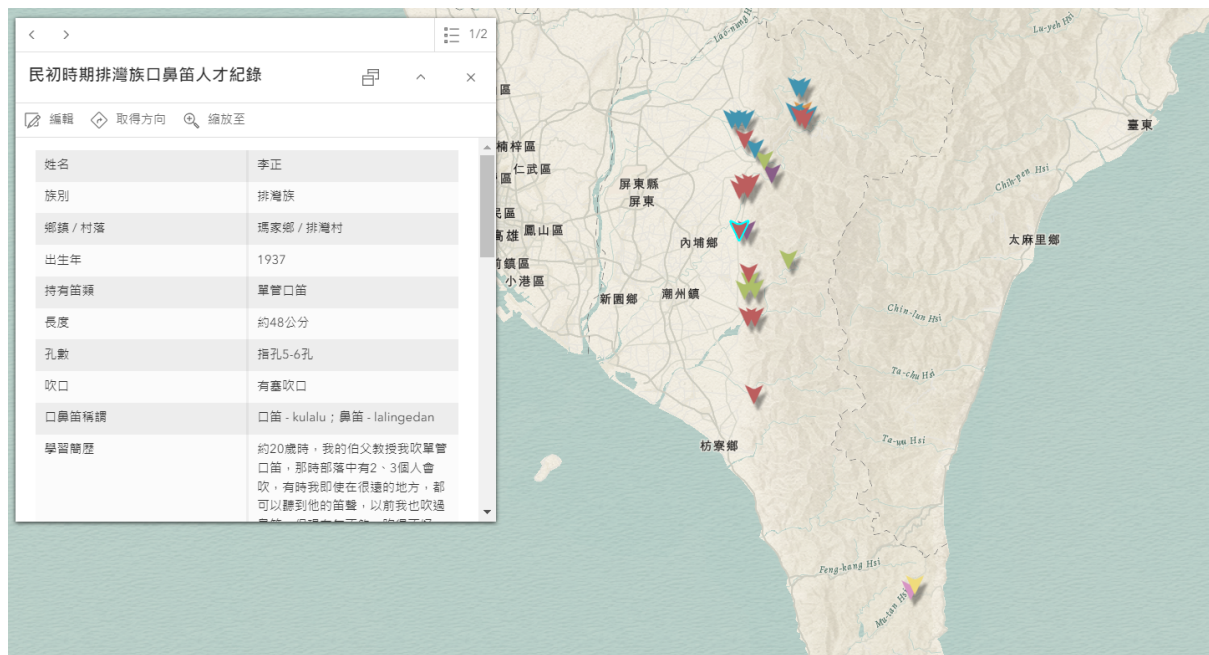 1/2
民初時期排灣族口鼻笛人才紀錄
編輯 取得方向 縮放至
姓名 李正
族別 排灣族
鄉鎮 / 村落 瑪家鄉 / 排灣村
出生年 1937
持有笛類 單管口笛
長度 約48公分
孔數 指孔5-6孔
吹口 有塞吹口
口鼻笛稱謂 口笛 - kulalu；鼻笛 - lalingedan
學習簡歷 約20歲時，我的伯父教授我吹單管
口笛，那時部落中有2、3個人會
吹，有時我即使在很遠的地方，都
可以聽到他的笛聲，以前我也吹過
Lao-nung
Lu-yeh Hsi
區
臺東
楠梓區
仁武區
區
Chih-pen Hsi
屏東縣
屏東
民區
高雄
鳳山區
內埔鄉
太麻里鄉
前鎮區
小港區
新園鄉
潮州鎮
Chin-lun Hsi
Ta-chu Hsi
枋寮鄉
Ta-wu Hsi
Feng-kang Hsi
Mu-tan Hsi